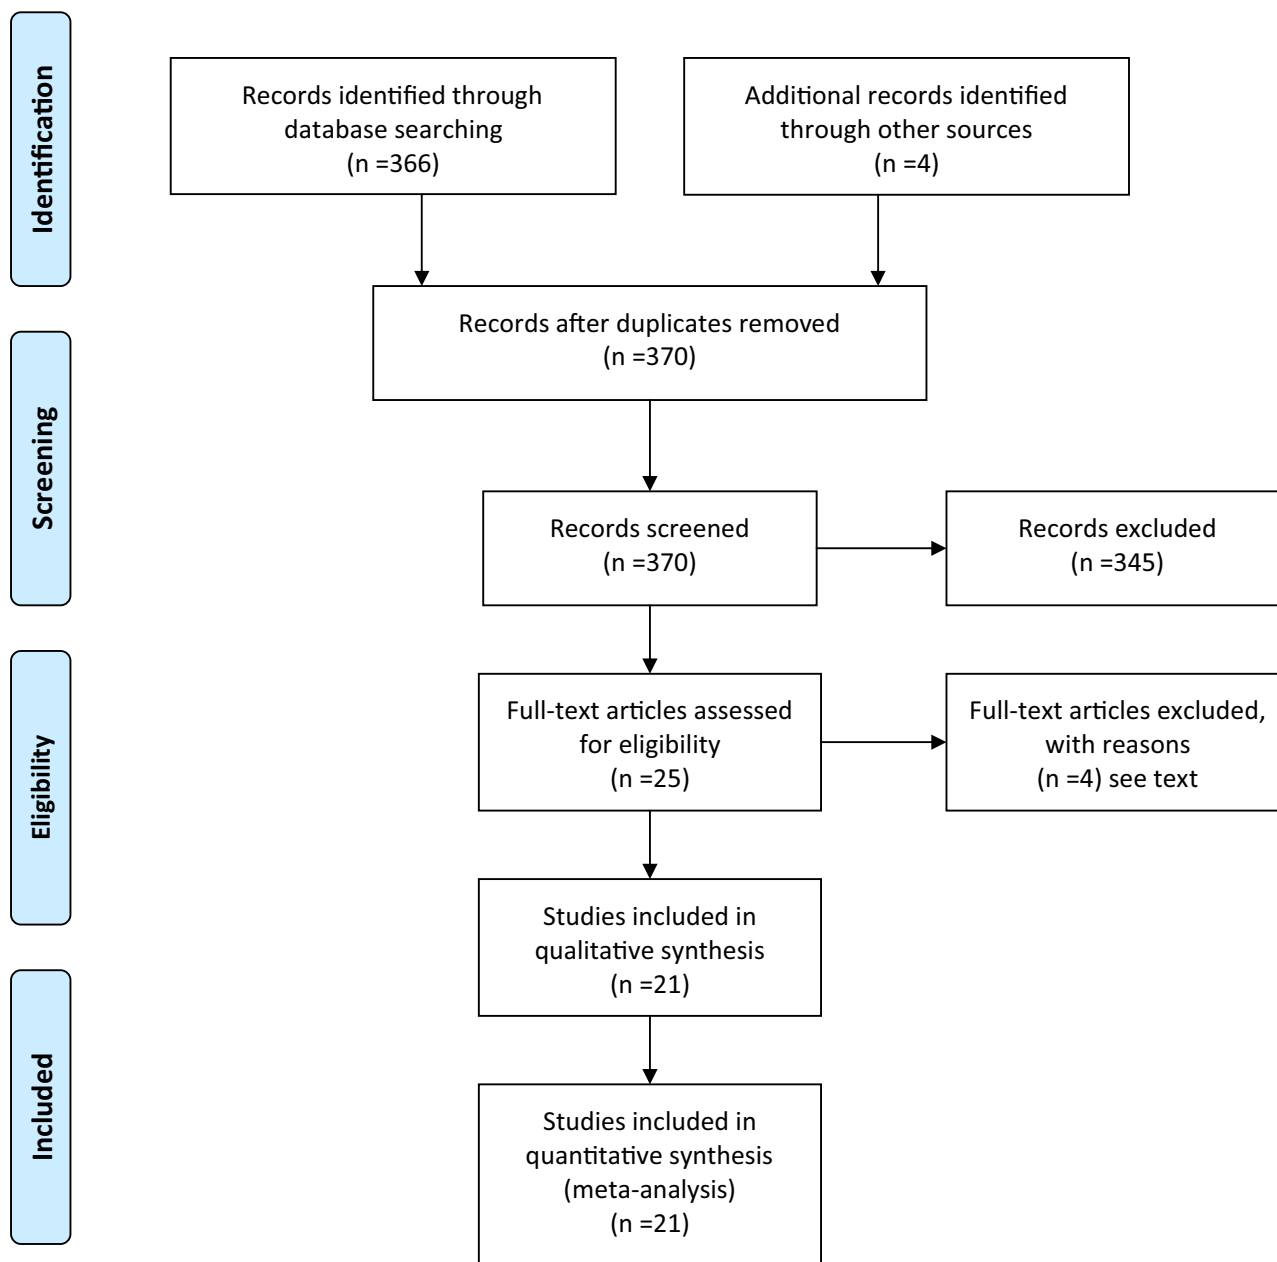 Identification
Records identified through
database searching
(n =366)
Additional records identified
through other sources
(n =4)
Records after duplicates removed
(n =370)
Screening
Records screened
(n =370)
Records excluded
(n =345)
Eligibility
Full-text articles assessed
for eligibility
(n =25)
Full-text articles excluded,
with reasons
(n =4) see text
Studies included in
qualitative synthesis
(n =21)
Included
Studies included in
quantitative synthesis
(meta-analysis)
(n =21)